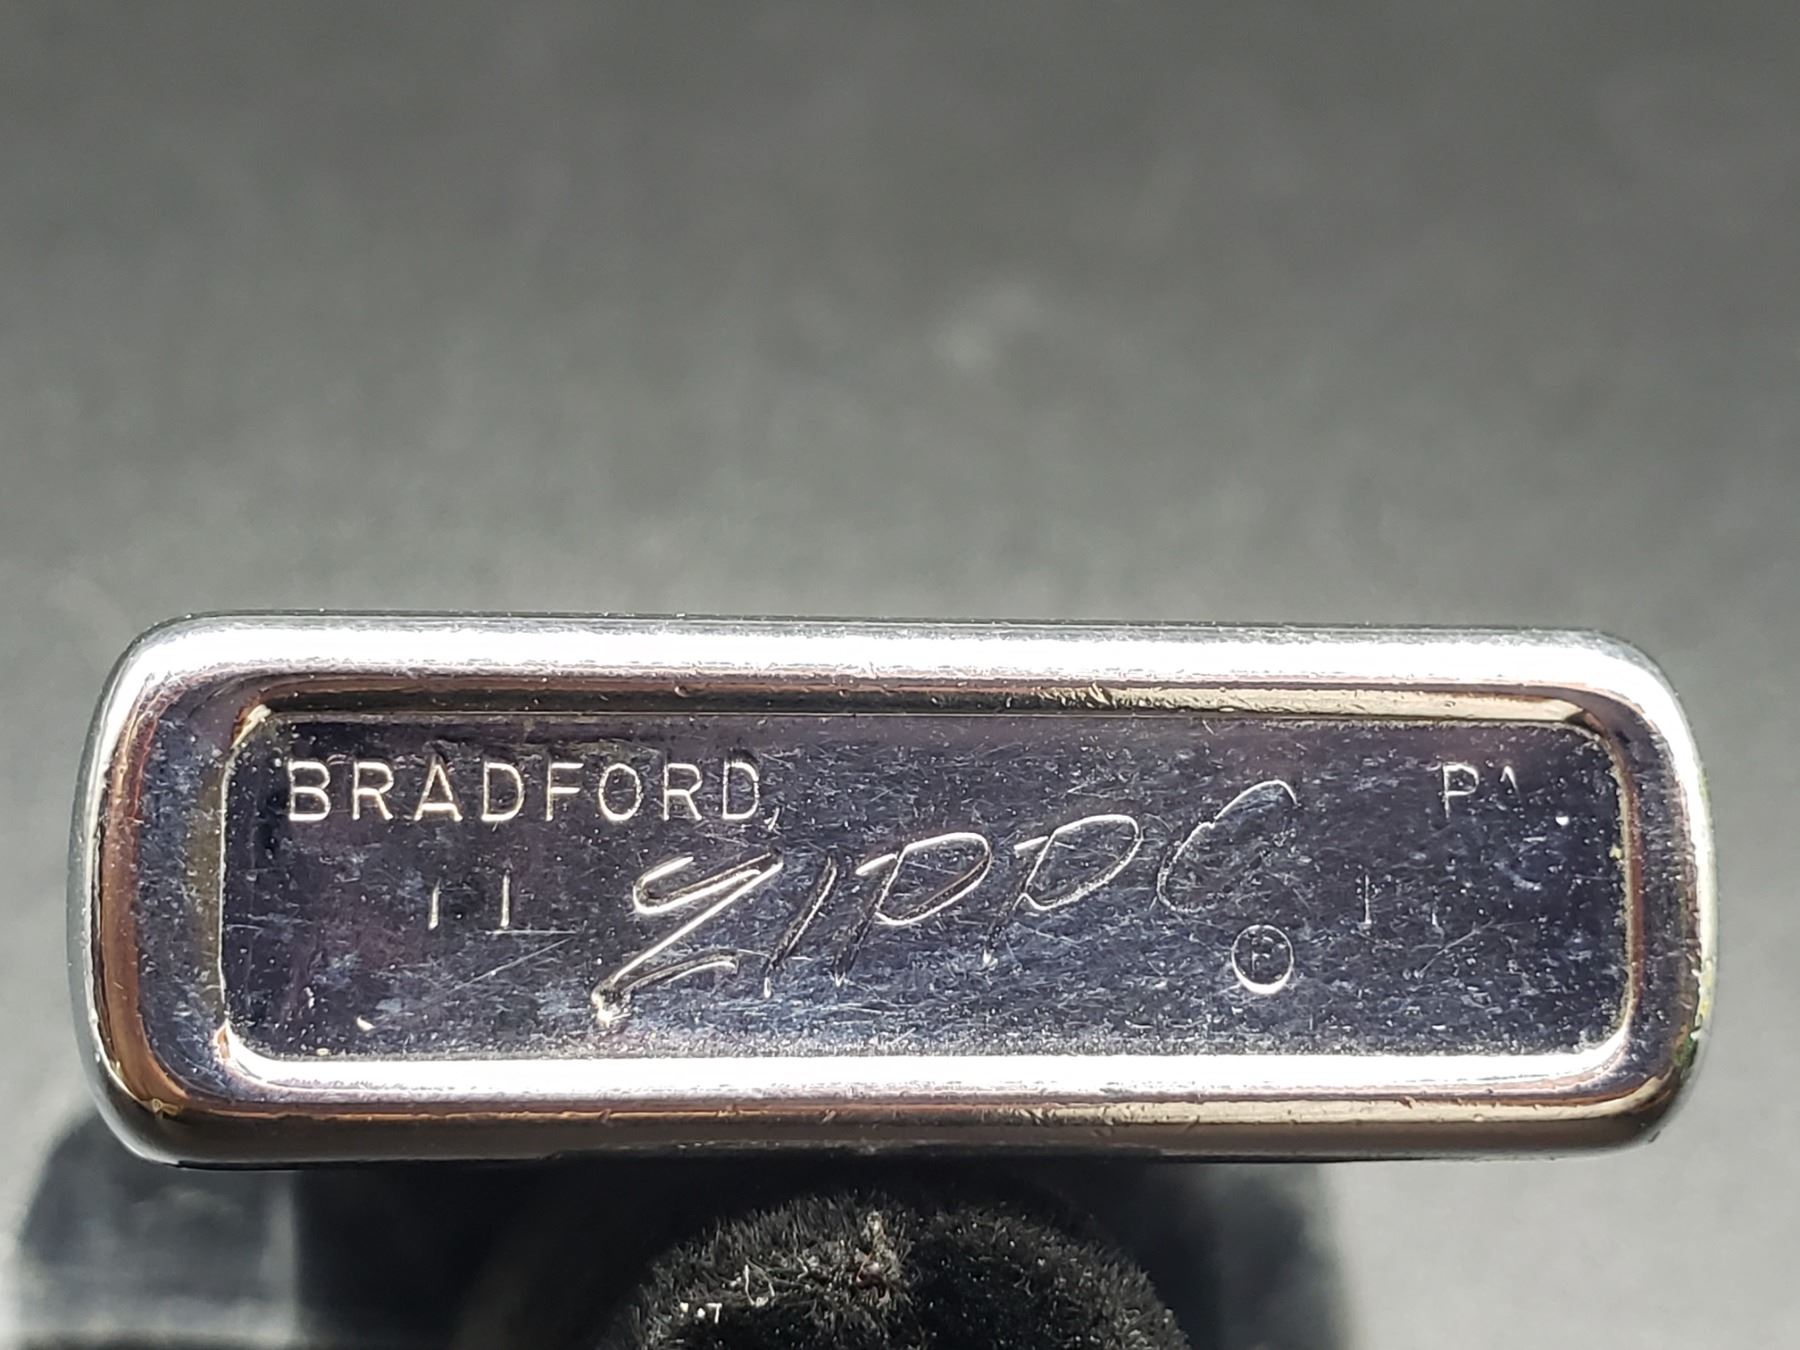 BRADFORD, PA
|| ZIPPO ||
®